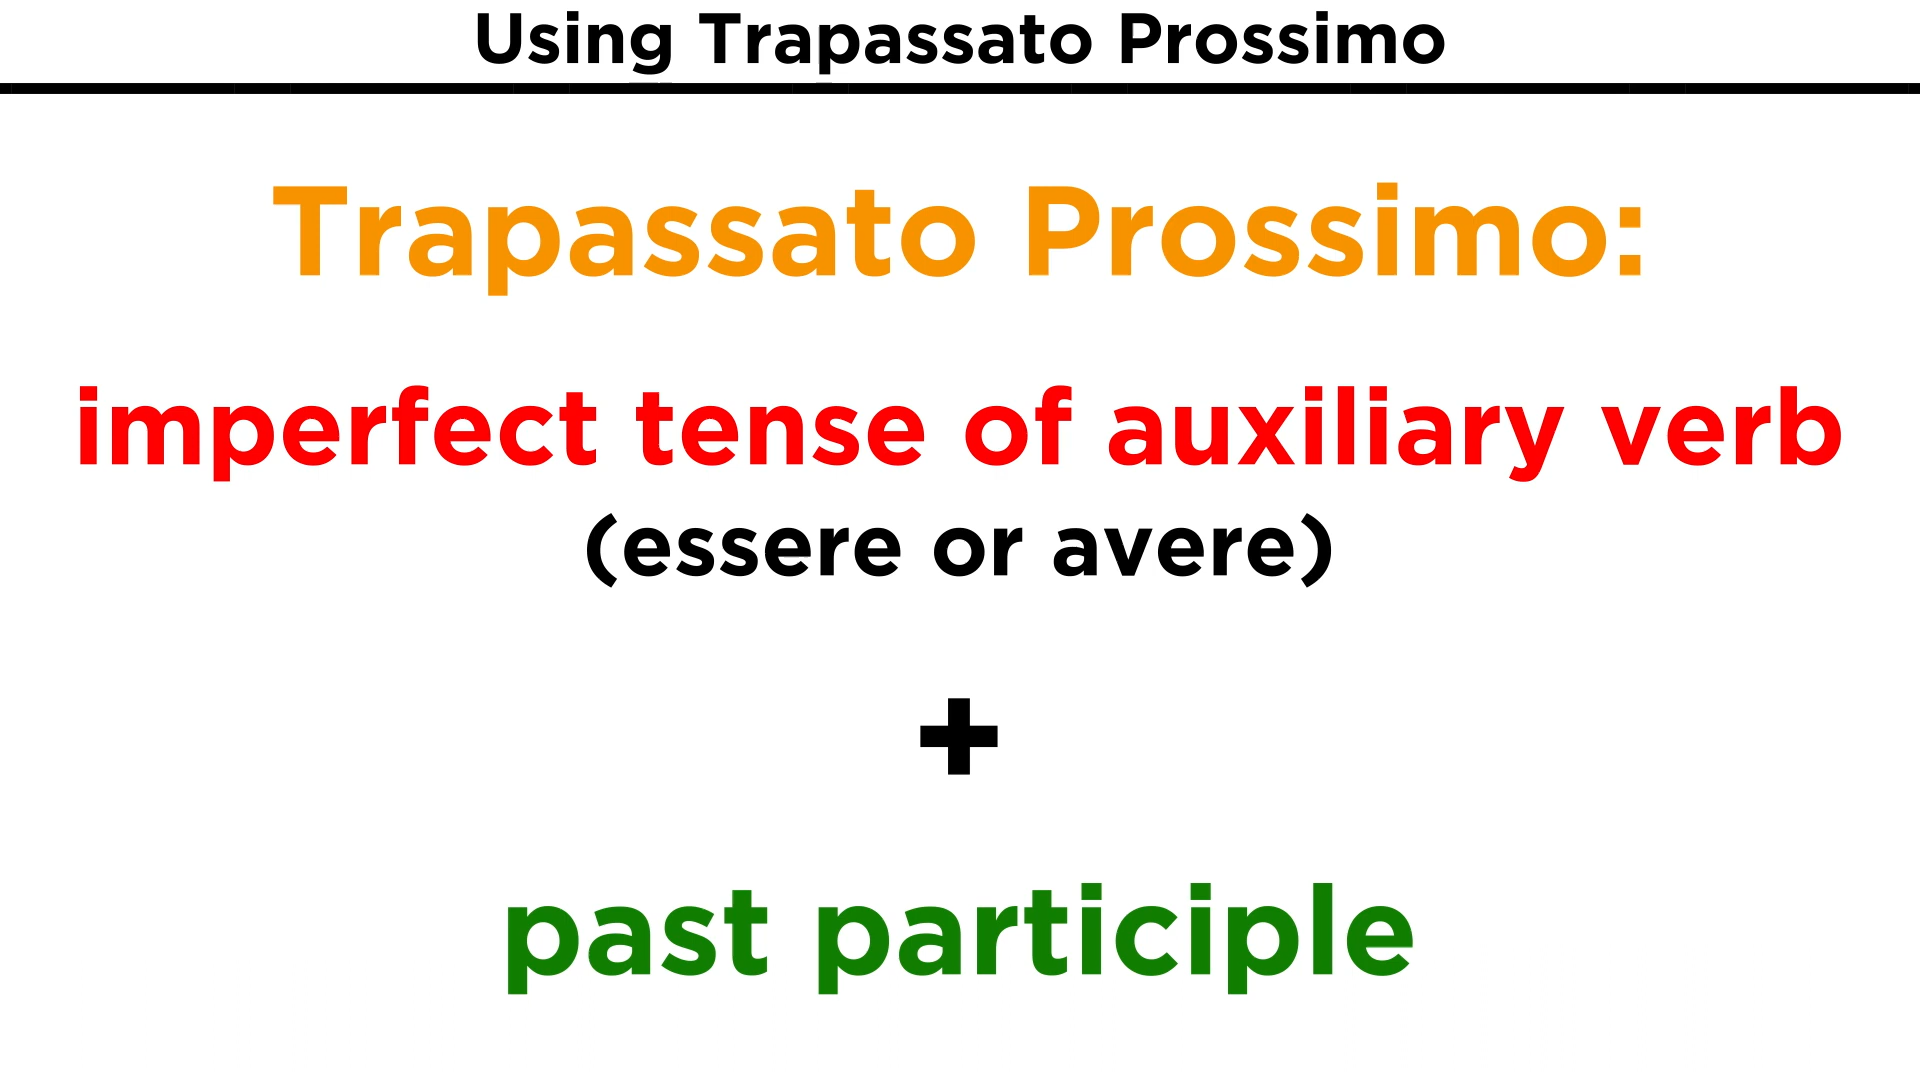 Using Trapassato Prossimo
Trapassato Prossimo:
imperfect tense of auxiliary verb
(essere or avere)
+
past participle